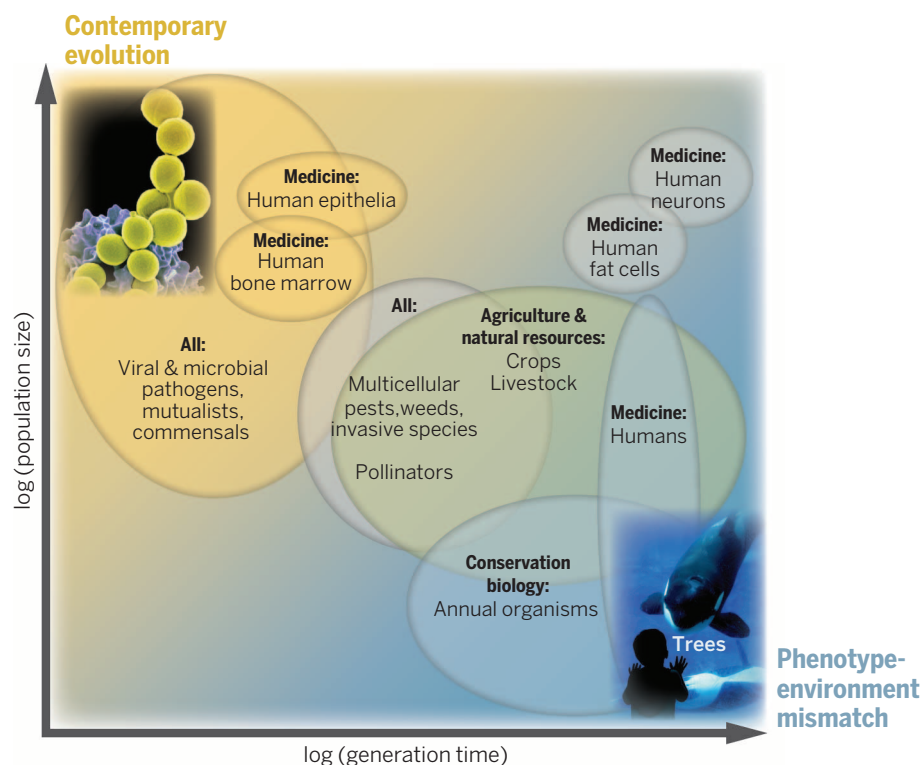 Contemporary
evolution
Medicine:
Human epithelia
Medicine:
Human
bone marrow
Medicine:
Human
neurons
Medicine:
Human
fat cells
All:
Viral & microbial
pathogens,
mutualists,
commensals
All:
Multicellular
pests,weeds,
invasive species
Pollinators
Agriculture &
natural resources:
Crops
Livestock
Medicine:
Humans
Conservation
biology:
Annual organisms
Trees
Phenotype-
environment
mismatch
log (population size)
log (generation time)